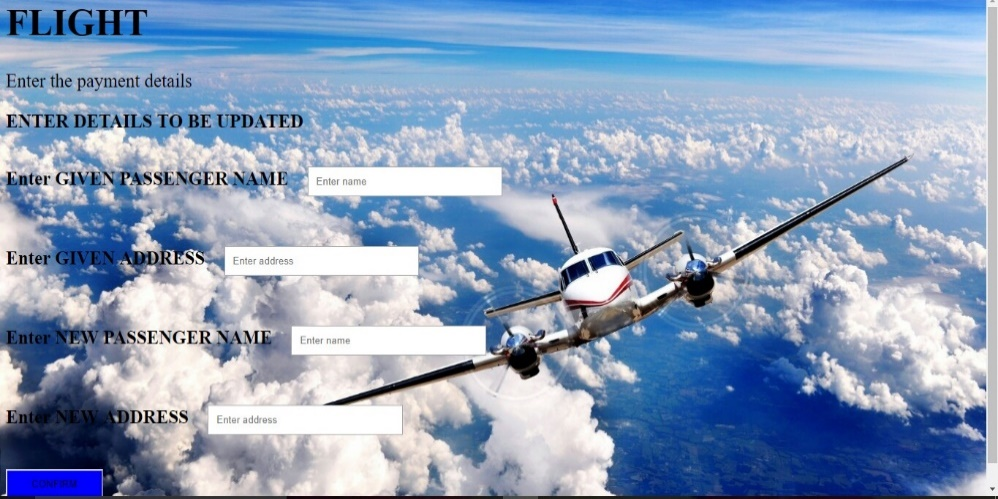 FLIGHT
Enter the payment details
ENTER DETAILS TO BE UPDATED
Enter GIVEN PASSENGER NAME Enter name
Enter GIVEN ADDRESS Enter address
Enter NEW PASSENGER NAME Enter name
Enter NEW ADDRESS Enter address
CONFIRM